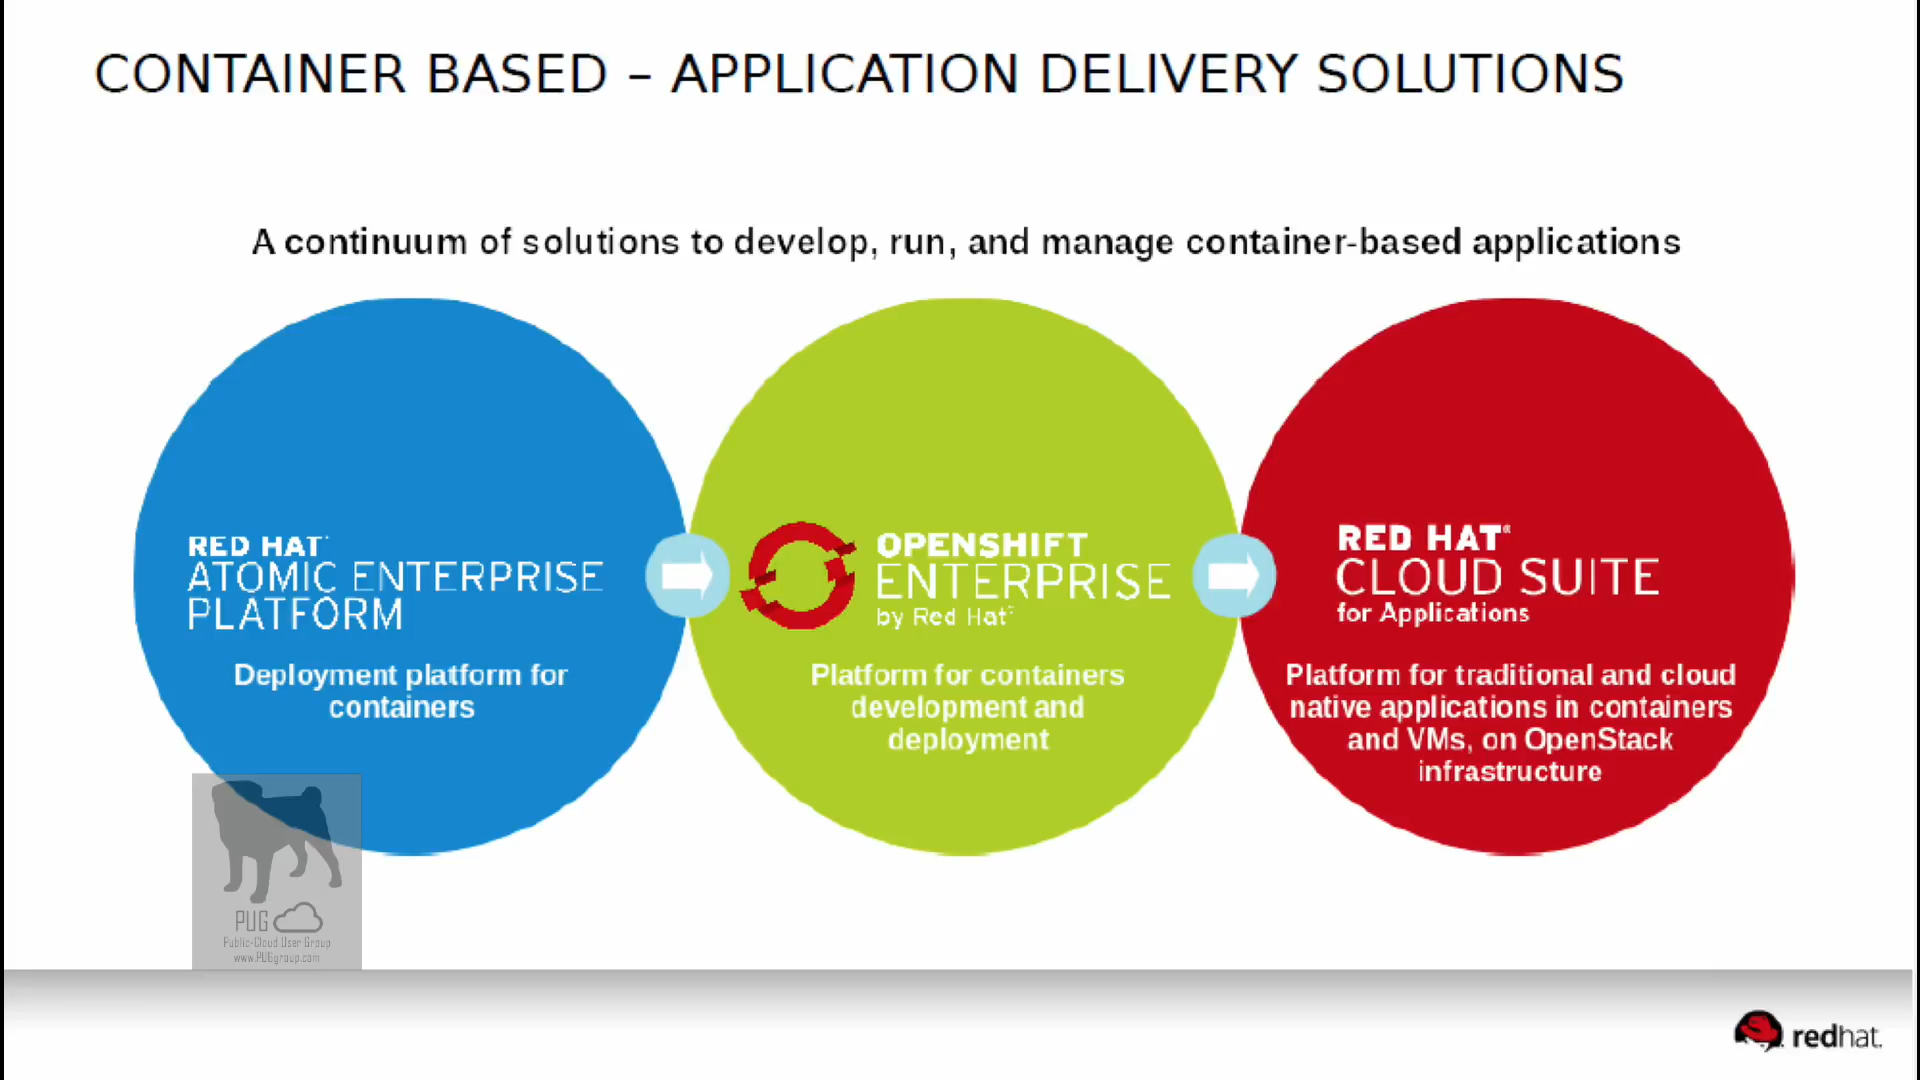 CONTAINER BASED – APPLICATION DELIVERY SOLUTIONS
A continuum of solutions to develop, run, and manage container-based applications
RED HAT
ATOMIC ENTERPRISE
PLATFORM
Deployment platform for
containers
OPENSHIFT
ENTERPRISE
by Red Hat
Platform for containers
development and
deployment
RED HAT®
CLOUD SUITE
for Applications
Platform for traditional and cloud
native applications in containers
and VMs, on OpenStack
infrastructure
PUG
Public-Cloud User Group
www.PUGgroup.com
redhat.